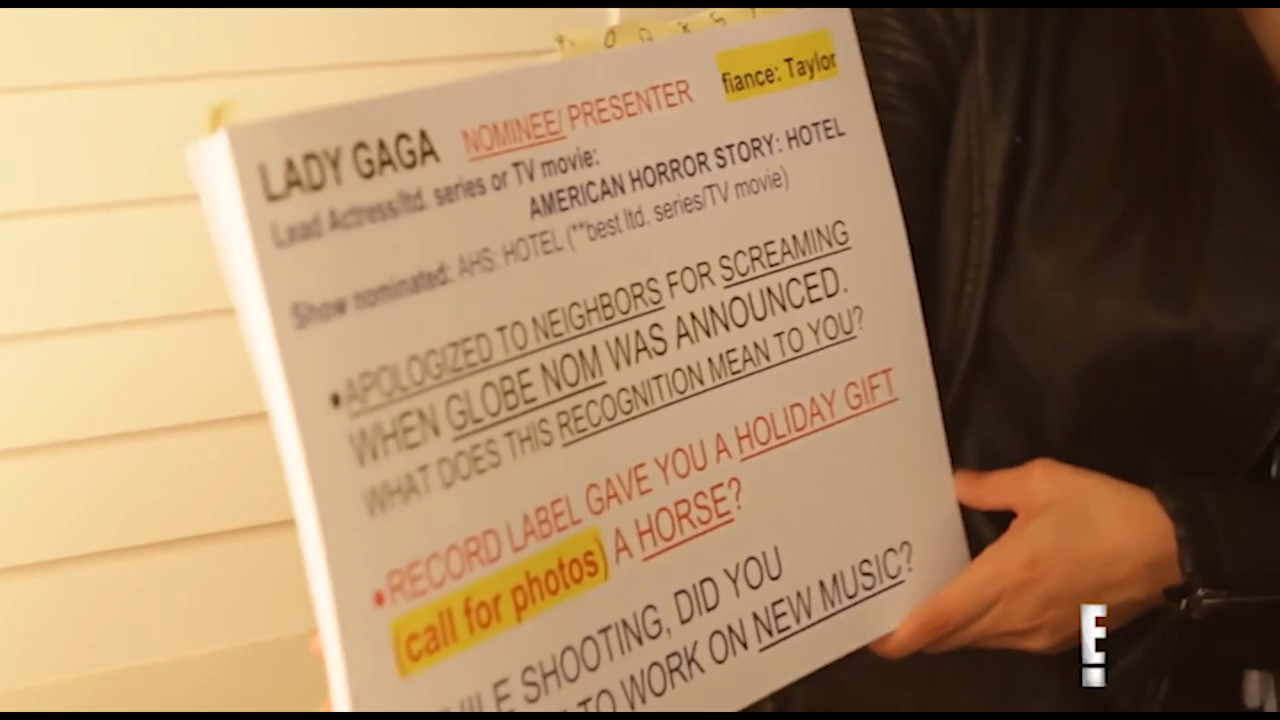 LADY GAGA NOMINEE/ PRESENTER fiance: Taylor
Lead Actress/ltd. series or TV movie:
AMERICAN HORROR STORY: HOTEL
Show nominated: AHS: HOTEL (**best ltd. series/TV movie)
•APOLOGIZED TO NEIGHBORS FOR SCREAMING
WHEN GLOBE NOM WAS ANNOUNCED.
WHAT DOES THIS RECOGNITION MEAN TO YOU?
•RECORD LABEL GAVE YOU A HOLIDAY GIFT
(call for photos) A HORSE?
SHOOTING, DID YOU
TO WORK ON NEW MUSIC?
E!